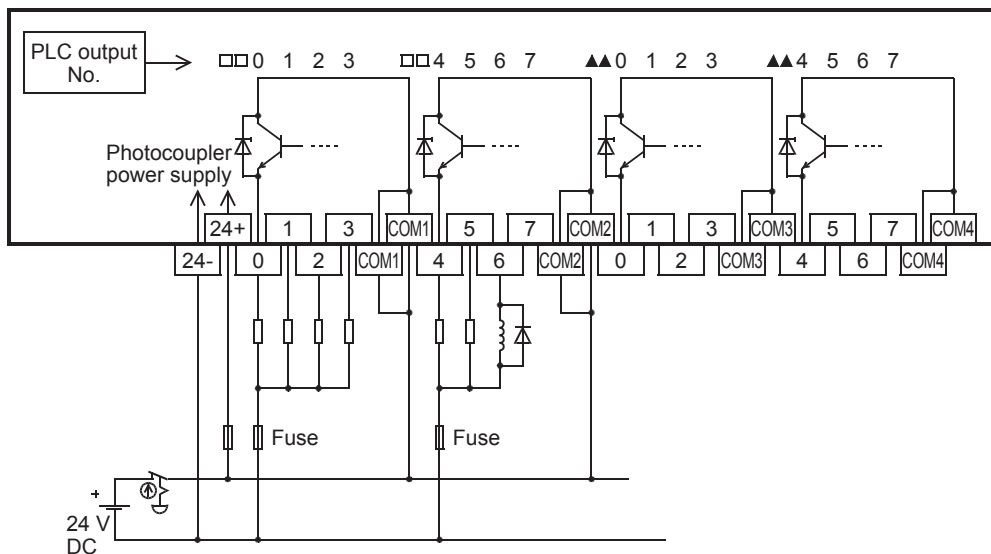 PLC output
No.
□□0 1 2 3
□□4 5 6 7
▲▲0 1 2 3
▲▲4 5 6 7
Photocoupler
power supply
24+ 1 3 COM1 5 7 COM2 1 3 COM3 5 7 COM4
24- 0 2 COM1 4 6 COM2 0 2 COM3 4 6 COM4
Fuse
Fuse
+
24 V
DC